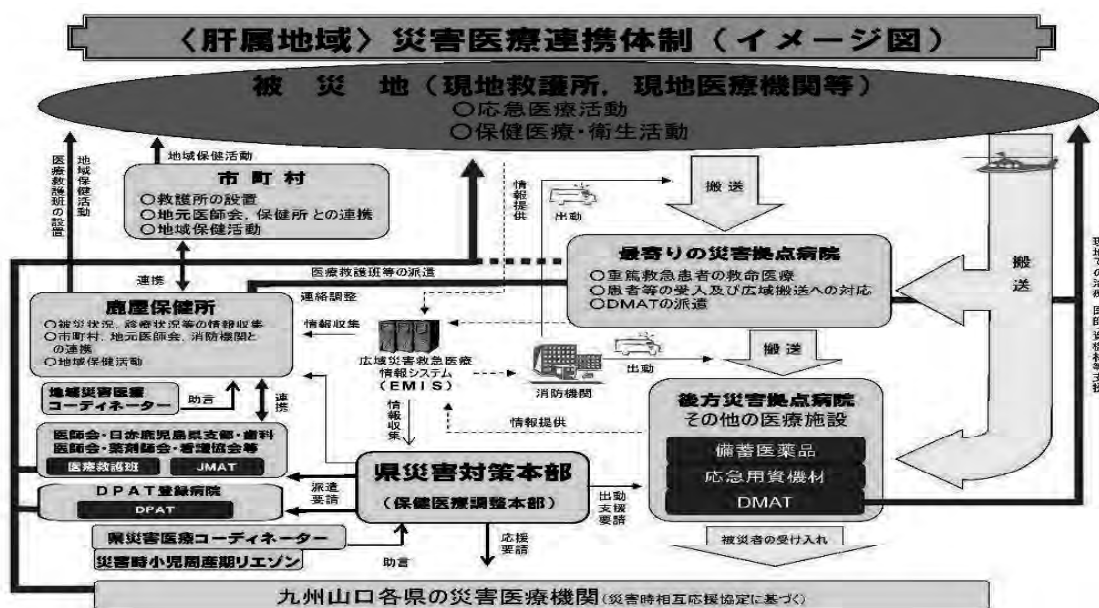 〈肝属地域〉災害医療連携体制（イメージ図）
被災地（現地救護所，現地医療機関等）
○応急医療活動
○保健医療・衛生活動
医療救護班の設置
地域保健活動
地域保健活動
市町村
○救護所の設置
○地元医師会，保健所との連携
○地域保健活動
情報提供
出動
搬送
搬送
最寄りの災害拠点病院
○重篤救急患者の救命医療
○患者等の受入及び広域搬送への対応
○DMATの派遣
連携
医療救護班等の派遣
連絡調整
鹿屋保健所
○被災状況，診療状況等の情報収集
○市町村，地元医師会，消防機関と
の連携
○地域保健活動
情報収集
広域災害救急医療
情報システム
（EMIS）
消防機関
出動
搬送
地域災害医療
コーディネーター
助言
連携
情報収集
情報提供
後方災害拠点病院
その他の医療施設
備蓄医薬品
応急用資機材
DMAT
医師会・日赤鹿児島県支部・歯科
医師会・薬剤師会・看護協会等
医療救護班
JMAT
派遣
要請
県災害対策本部
（保健医療調整本部）
出動
支援
要請
DPAT登録病院
DPAT
県災害医療コーディネーター
災害時小児周産期リエゾン
助言
応援
要請
被災者の受け入れ
九州山口各県の災害医療機関（災害時相互応援協定に基づく）